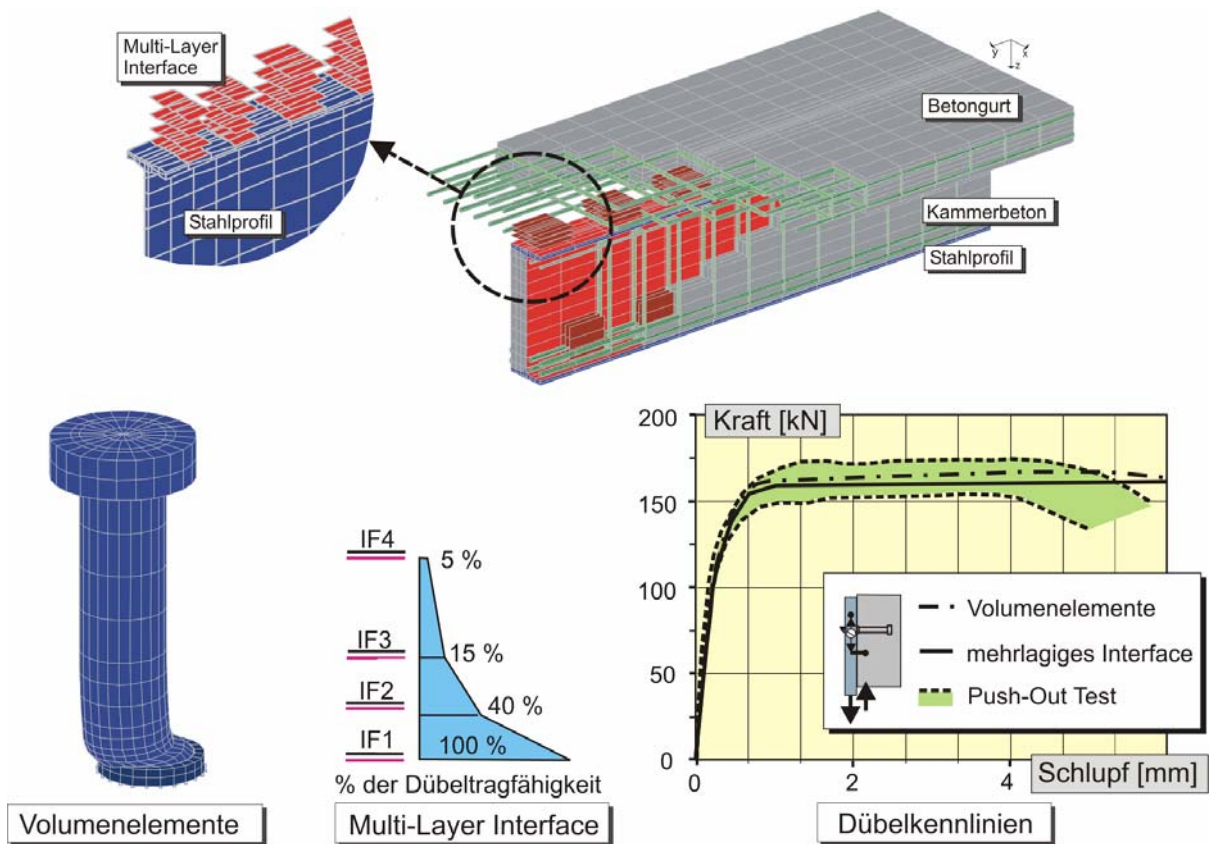 Multi-Layer
Interface
Stahlprofil
y
x
z
Betongurt
Kammerbeton
Stahlprofil
Volumenelemente
IF4
IF3
IF2
IF1
5 %
15 %
40 %
100 %
% der Dübeltragfähigkeit
Multi-Layer Interface
Kraft [kN]
200
150
100
50
0
0
2
4
Schlupf [mm]
Volumenelemente
mehrlagiges Interface
Push-Out Test
Dübelkennlinien